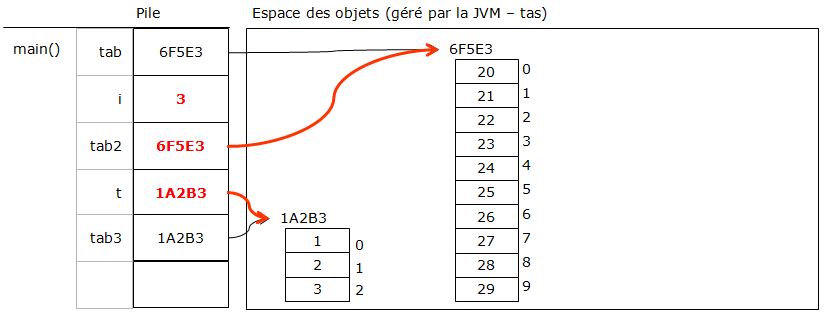 Pile
Espace des objets (géré par la JVM – tas)
main()
tab 6F5E3
i 3
tab2 6F5E3
t 1A2B3
tab3 1A2B3
6F5E3
20 0
21 1
22 2
23 3
24 4
25 5
26 6
27 7
28 8
29 9
1A2B3
1 0
2 1
3 2